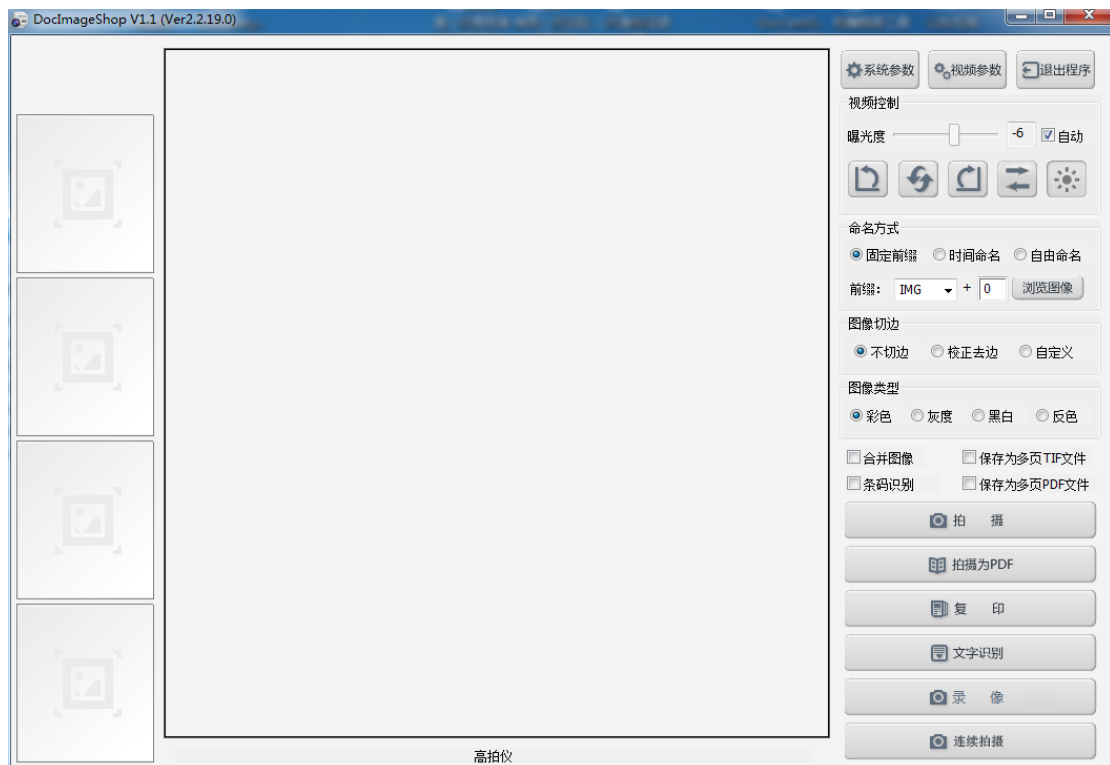 DocImageShop V1.1 (Ver2.2.19.0)
系统参数 视频参数 退出程序
视频控制
曝光度 -6 自动
命名方式
固定前缀 时间命名 自由命名
前缀： IMG + 0 浏览图像
图像切边
不切边 校正去边 自定义
图像类型
彩色 灰度 黑白 反色
合并图像 保存为多页TIF文件
条码识别 保存为多页PDF文件
拍 摄
拍摄为PDF
复 印
文字识别
录 像
连续拍摄
高拍仪